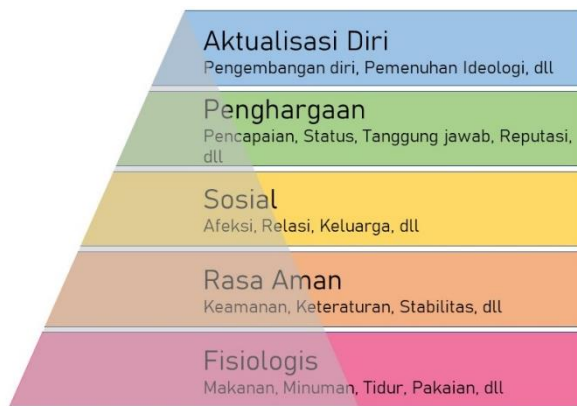 Aktualisasi Diri
Pengembangan diri, Pemenuhan Ideologi, dll
Penghargaan
Pencapaian, Status, Tanggung jawab, Reputasi,
dll
Sosial
Afeksi, Relasi, Keluarga, dll
Rasa Aman
Keamanan, Keteraturan, Stabilitas, dll
Fisiologis
Makanan, Minuman, Tidur, Pakaian, dll